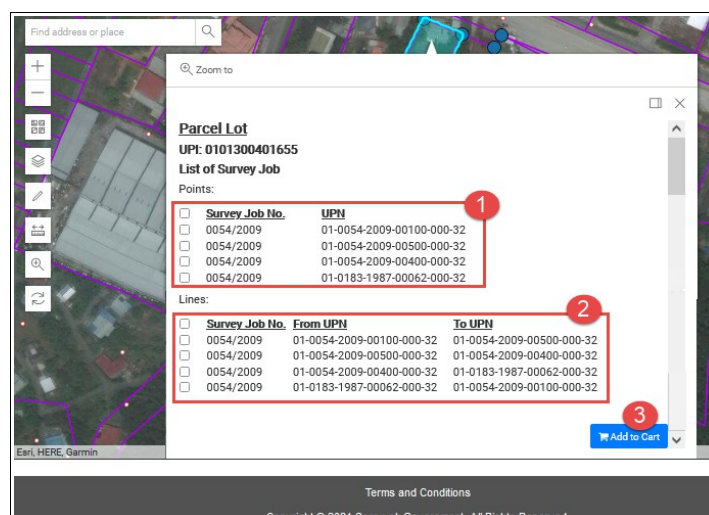 Find address or place
Zoom to
Parcel Lot
UPI: 0101300401655
List of Survey Job
Points:
1
Survey Job No. UPN
0054/2009 01-0054-2009-00100-000-32
0054/2009 01-0054-2009-00500-000-32
0054/2009 01-0054-2009-00400-000-32
0054/2009 01-0183-1987-00062-000-32
Lines:
2
Survey Job No. From UPN To UPN
0054/2009 01-0054-2009-00100-000-32 01-0054-2009-00500-000-32
0054/2009 01-0054-2009-00500-000-32 01-0054-2009-00400-000-32
0054/2009 01-0054-2009-00400-000-32 01-0183-1987-00062-000-32
0054/2009 01-0183-1987-00062-000-32 01-0054-2009-00100-000-32
3
Add to Cart
Esri, HERE, Garmin
Terms and Conditions